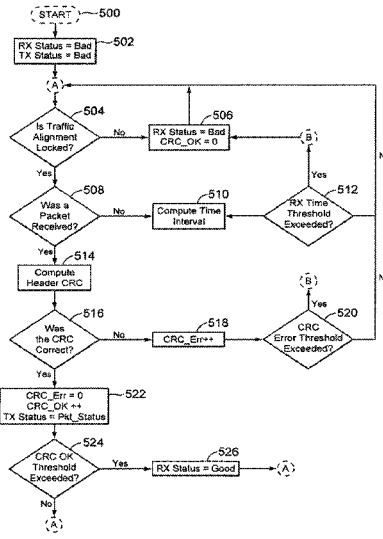 START
500
RX Status = Bad
TX Status = Bad
502
A
504
Is Traffic
Alignment
Locked?
No
506
RX Status = Bad
CRC_OK = 0
B
Yes
Yes
508
Was a
Packet
Received?
No
510
Compute Time
Interval
512
RX Time
Threshold
Exceeded?
N
Yes
514
Compute
Header CRC
B
N
516
Was
the CRC
Correct?
No
518
CRC_Err++
Yes
520
CRC
Error Threshold
Exceeded?
Yes
CRC_Err = 0
CRC_OK ++
TX Status = Pkt_Status
522
524
CRC OK
Threshold
Exceeded?
Yes
526
RX Status = Good
A
No
A